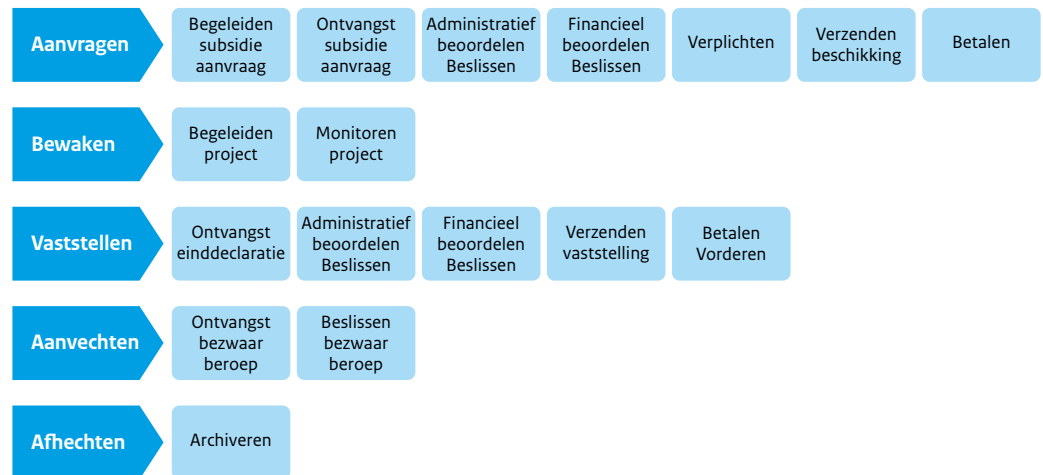 Aanvragen
Begeleiden
subsidie
aanvraag
Ontvangst
subsidie
aanvraag
Administratief
beoordelen
Beslissen
Financieel
beoordelen
Beslissen
Verplichten
Verzenden
beschikking
Betalen
Bewaken
Begeleiden
project
Monitoren
project
Vaststellen
Ontvangst
einddeclaratie
Administratief
beoordelen
Beslissen
Financieel
beoordelen
Beslissen
Verzenden
vaststelling
Betalen
Vorderen
Aanvechten
Ontvangst
bezwaar
beroep
Beslissen
bezwaar
beroep
Afhechten
Archiveren